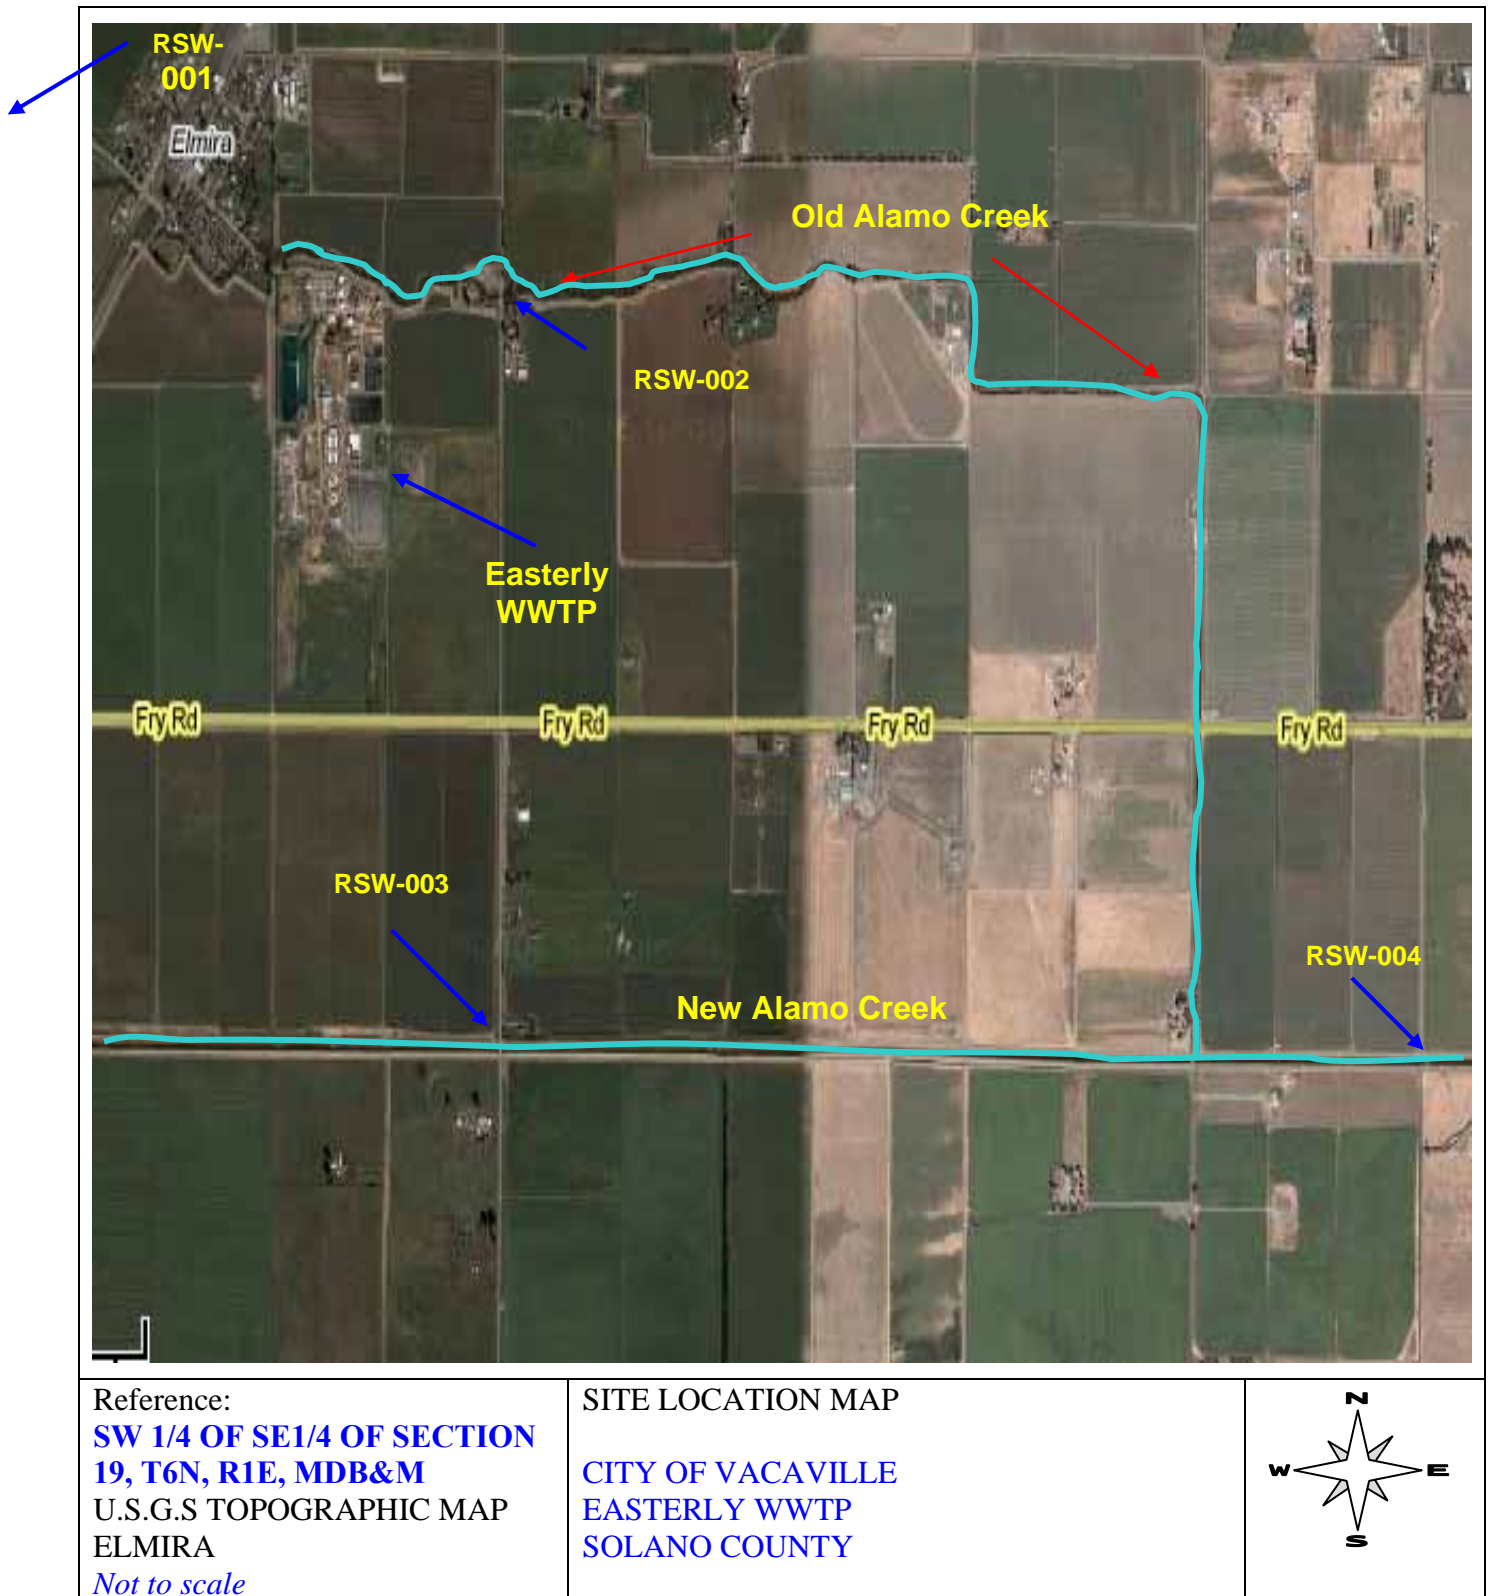 RSW-
001
Elmira
Old Alamo Creek
RSW-002
Easterly
WWTP
Fry Rd
Fry Rd
Fry Rd
Fry Rd
RSW-003
RSW-004
New Alamo Creek
Reference:
SW 1/4 OF SE1/4 OF SECTION
19, T6N, R1E, MDB&M
U.S.G.S TOPOGRAPHIC MAP
ELMIRA
Not to scale
SITE LOCATION MAP
CITY OF VACAVILLE
EASTERLY WWTP
SOLANO COUNTY
N
W
E
S